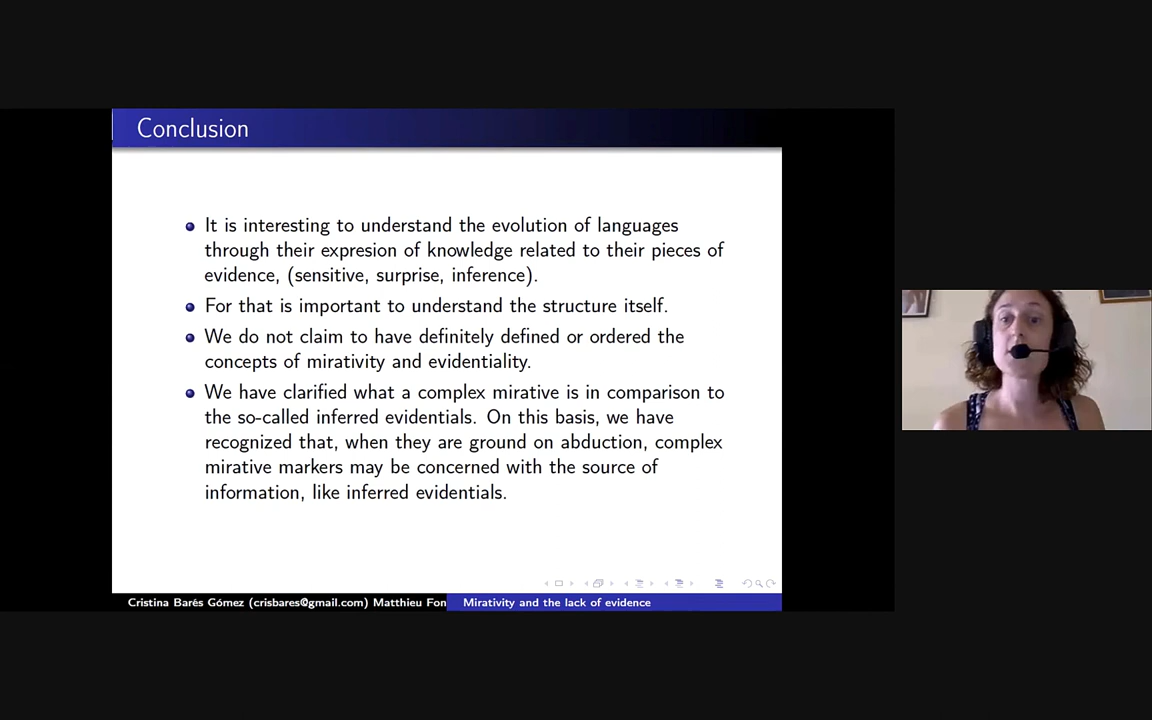 Conclusion
It is interesting to understand the evolution of languages
through their expresion of knowledge related to their pieces of
evidence, (sensitive, surprise, inference).
For that is important to understand the structure itself.
We do not claim to have definitely defined or ordered the
concepts of mirativity and evidentiality.
We have clarified what a complex mirative is in comparison to
the so-called inferred evidentials. On this basis, we have
recognized that, when they are ground on abduction, complex
mirative markers may be concerned with the source of
information, like inferred evidentials.
Cristina Barés Gómez (crisbares@gmail.com) Matthieu Fon
Mirativity and the lack of evidence